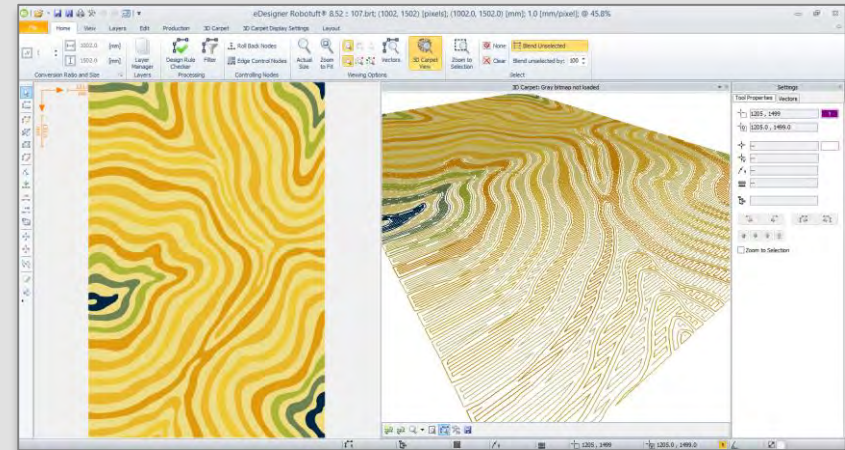 eDesigner Robotuft® 8.52 : 107.brt; (1002, 1502) [pixels]; (1002.0, 1502.0) [mm]; 1.0 [mm/pixel]; @ 45.8%
File Home View Layers Edit Production 3D Carpet 3D Carpet Display Settings Layout
1002.0 [mm]
1502.0 [mm]
Layer Manager
Design Rule Checker
Filter
Roll Back Nodes
Edge Control Nodes
Actual Size
Zoom to Fit
Vectors
3D Carpet View
Zoom to Selection
None
Clear
Blend Unselected
Blend unselected by: 100
Conversion Ratio and Size Layers Processing Controlling Nodes Viewing Options Select
3D Carpet: Gray bitmap not loaded
Settings
Tool Properties Vectors
1205 , 1499
1
1205.0 , 1499.0
Zoom to Selection
1205 , 1499
1205.0 , 1499.0